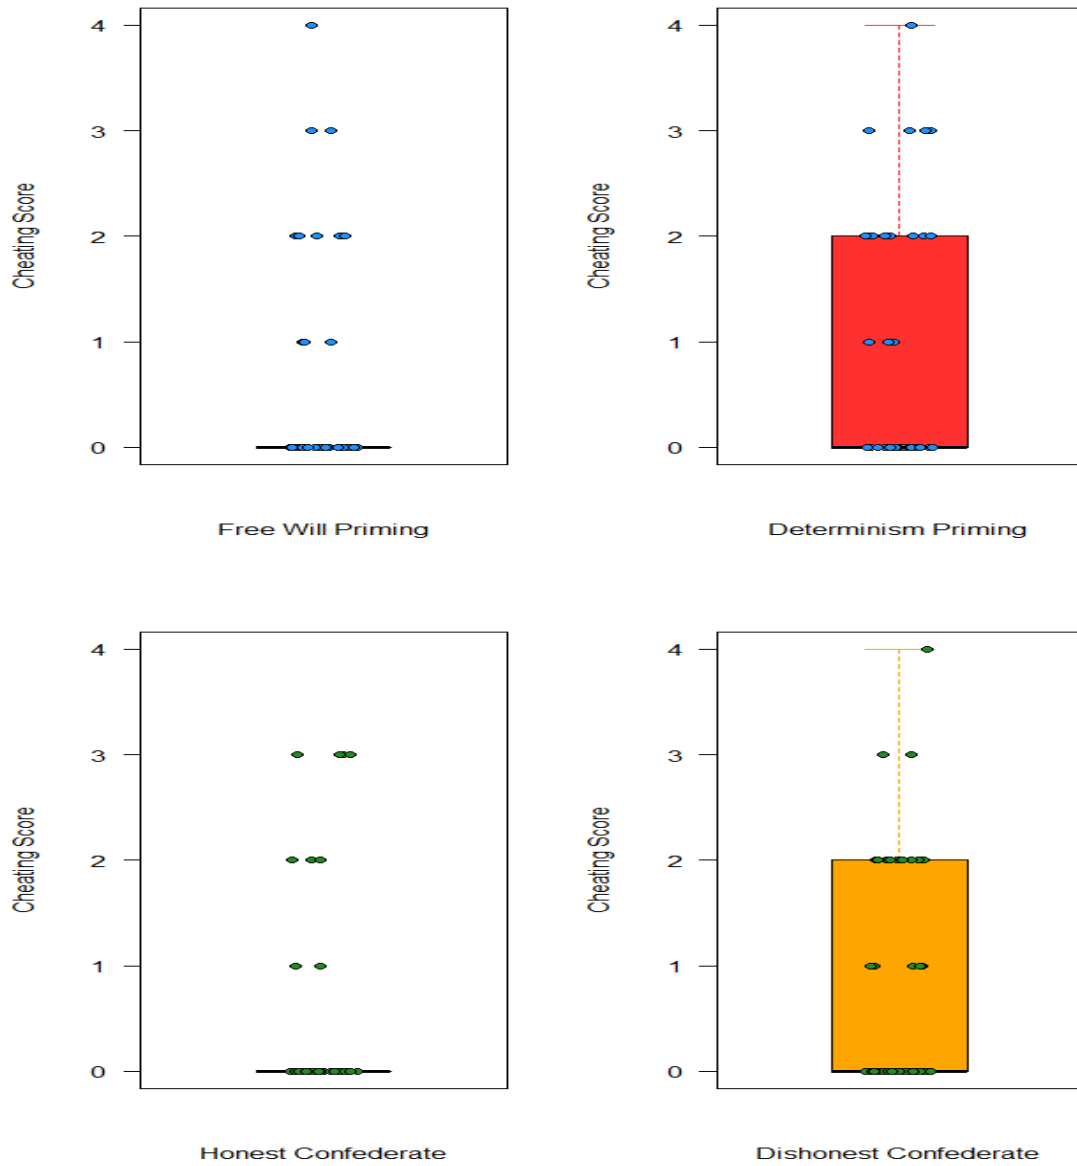 4
3
2
1
0
Cheating Score
Free Will Priming
4
3
2
1
0
Cheating Score
Determinism Priming
4
3
2
1
0
Cheating Score
Honest Confederate
4
3
2
1
0
Cheating Score
Dishonest Confederate